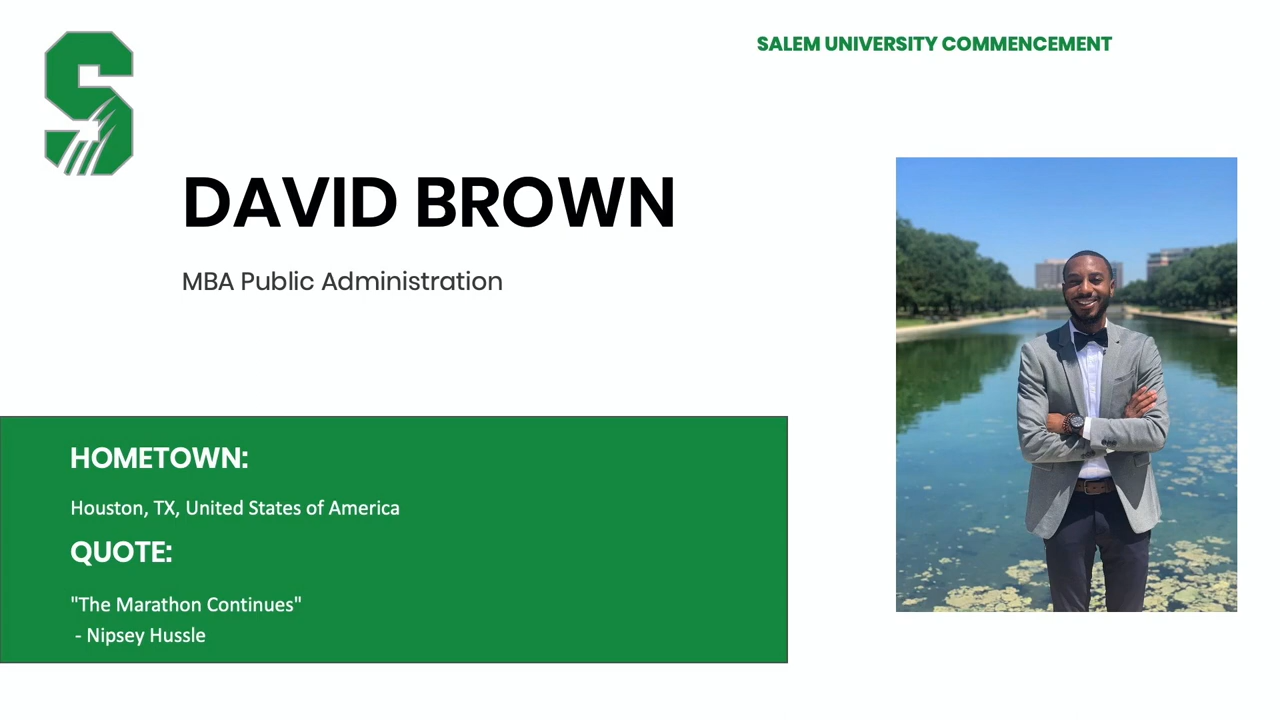 SALEM UNIVERSITY COMMENCEMENT
S
DAVID BROWN
MBA Public Administration
HOMETOWN:
Houston, TX, United States of America
QUOTE:
"The Marathon Continues"
- Nipsey Hussle